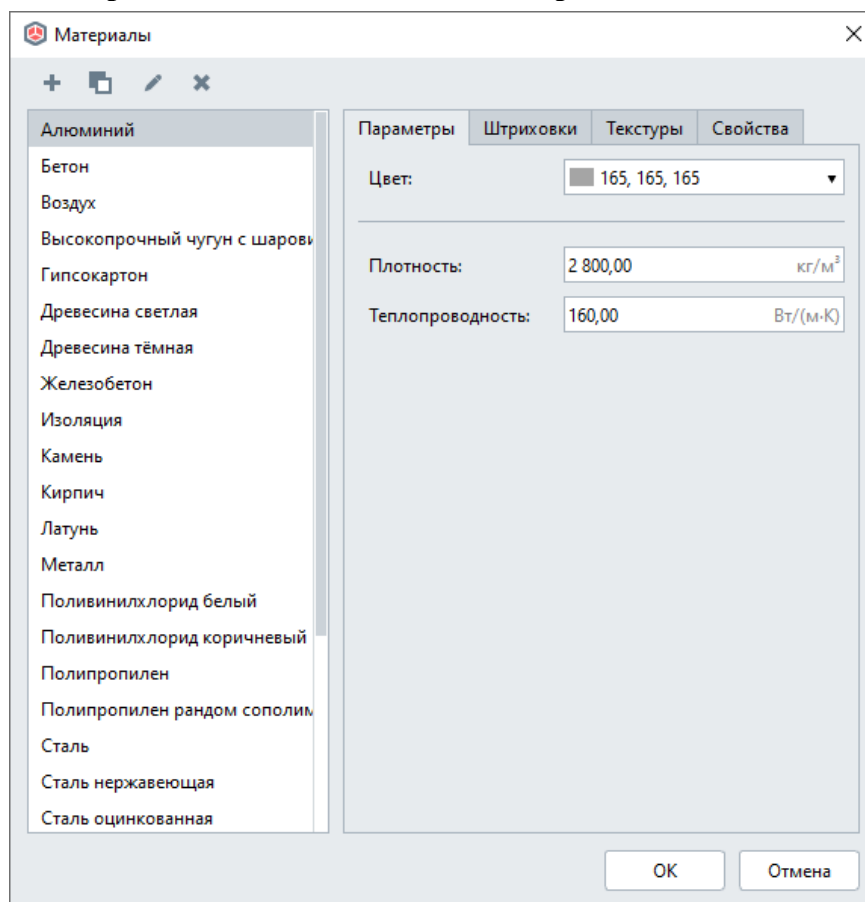 Материалы
Алюминий
Бетон
Воздух
Высокопрочный чугун с шарови
Гипсокартон
Древесина светлая
Древесина тёмная
Железобетон
Изоляция
Камень
Кирпич
Латунь
Металл
Поливинилхлорид белый
Поливинилхлорид коричневый
Полипропилен
Полипропилен рандом сополим
Сталь
Сталь нержавеющая
Сталь оцинкованная
Параметры Штриховки Текстуры Свойства
Цвет: 165, 165, 165
Плотность: 2 800,00 кг/м³
Теплопроводность: 160,00 Вт/(м·К)
ОК Отмена